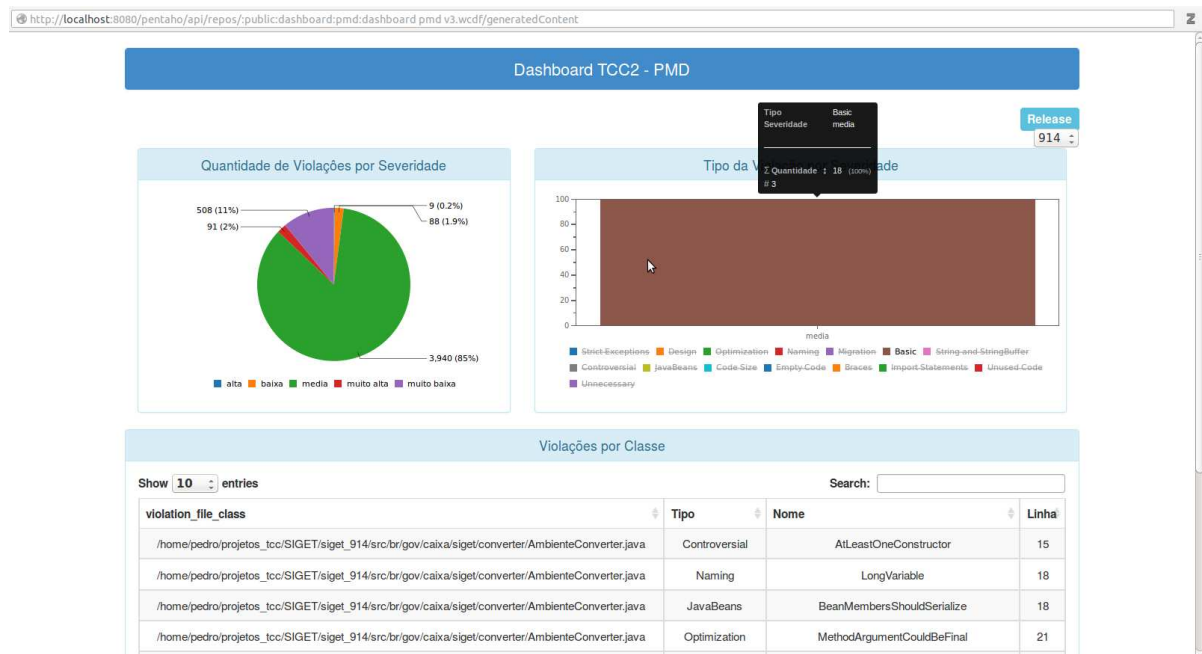 http://localhost:8080/pentaho/api/repos/:public:dashboard:pmd:dashboard pmd v3.wcdf/generatedContent
Dashboard TCC2 - PMD
Release
914
Quantidade de Violações por Severidade
508 (11%)
91 (2%)
9 (0.2%)
88 (1.9%)
3,940 (85%)
alta baixa media muito alta muito baixa
Tipo da V ade
Tipo Basic
Severidade media
Σ Quantidade : 18 (100%)
# 3
100
80
60
40
20
0
media
Strict Exceptions Design Optimization Naming Migration Basic String and StringBuffer
Controversial JavaBeans Code Size Empty Code Braces Import Statements Unused Code
Unnecessary
Violações por Classe
Show 10 entries Search:
violation_file_class Tipo Nome Linha
/home/pedro/projetos_tcc/SIGET/siget_914/src/br/gov/caixa/siget/converter/AmbienteConverter.java Controversial AtLeastOneConstructor 15
/home/pedro/projetos_tcc/SIGET/siget_914/src/br/gov/caixa/siget/converter/AmbienteConverter.java Naming LongVariable 18
/home/pedro/projetos_tcc/SIGET/siget_914/src/br/gov/caixa/siget/converter/AmbienteConverter.java JavaBeans BeanMembersShouldSerialize 18
/home/pedro/projetos_tcc/SIGET/siget_914/src/br/gov/caixa/siget/converter/AmbienteConverter.java Optimization MethodArgumentCouldBeFinal 21